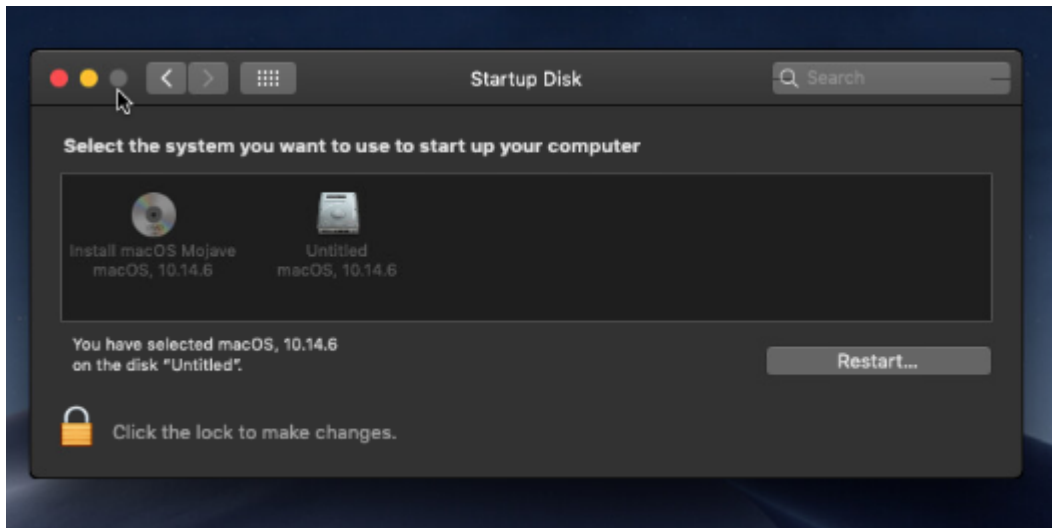 Startup Disk
Search
Select the system you want to use to start up your computer
Install macOS Mojave
macOS, 10.14.6
Untitled
macOS, 10.14.6
You have selected macOS, 10.14.6
on the disk "Untitled".
Restart...
Click the lock to make changes.